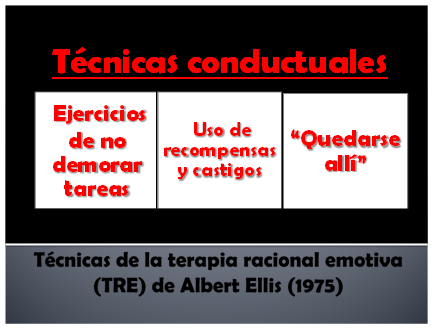 Técnicas conductuales
Ejercicios
de no
demorar
tareas
Uso de
recompensas
y castigos
“Quedarse
allí”
Técnicas de la terapia racional emotiva
(TRE) de Albert Ellis (1975)